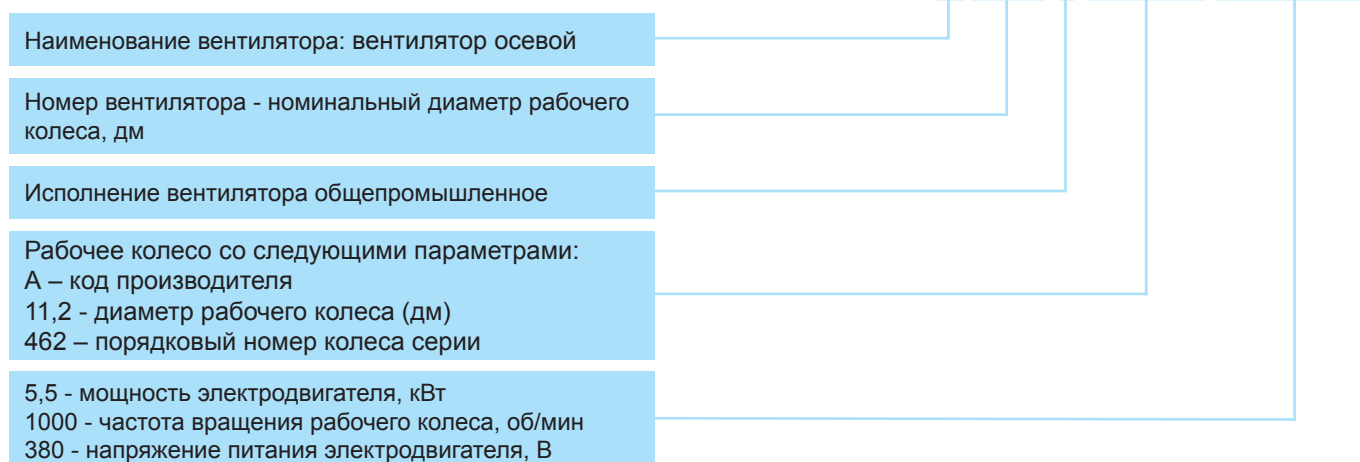 Наименование вентилятора: вентилятор осевой
Номер вентилятора - номинальный диаметр рабочего
колеса, дм
Исполнение вентилятора общепромышленное
Рабочее колесо со следующими параметрами:
А – код производителя
11,2 - диаметр рабочего колеса (дм)
462 – порядковый номер колеса серии
5,5 - мощность электродвигателя, кВт
1000 - частота вращения рабочего колеса, об/мин
380 - напряжение питания электродвигателя, В